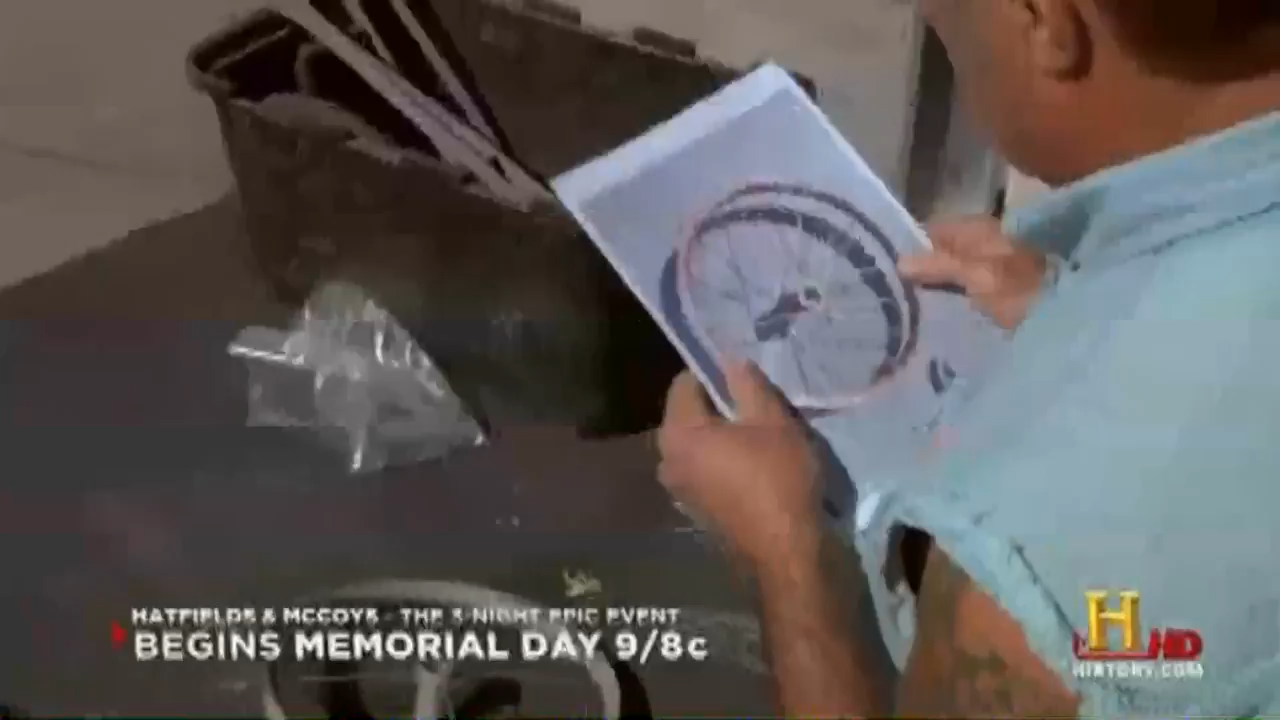 HATFIELDS & MCCOYS - THE 3-NIGHT EPIC EVENT
BEGINS MEMORIAL DAY 9/8c
H HD
HISTORY.COM